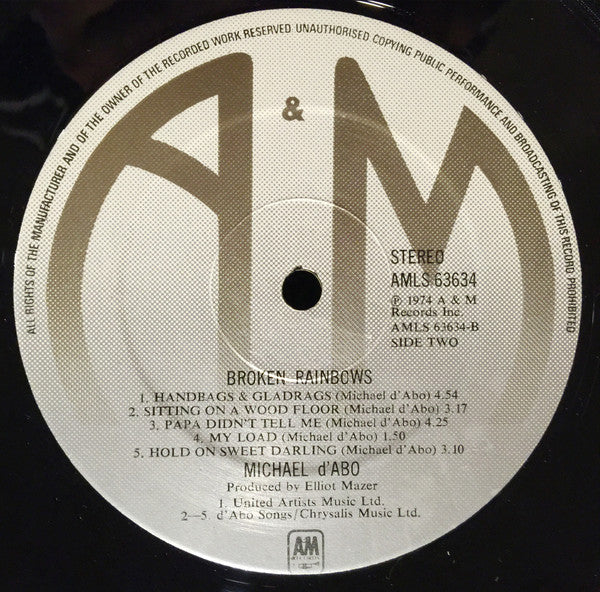 ALL RIGHTS OF THE MANUFACTURER AND OF THE OWNER OF THE RECORDED WORK RESERVED UNAUTHORISED COPYING PUBLIC PERFORMANCE AND BROADCASTING OF THIS RECORD PROHIBITED
A & M
STEREO
AMLS 63634
℗ 1974 A & M
Records Inc.
AMLS 63634-B
SIDE TWO
BROKEN RAINBOWS
1. HANDBAGS & GLADRAGS (Michael d'Abo) 4.54
2. SITTING ON A WOOD FLOOR (Michael d'Abo) 3.17
3. PAPA DIDN'T TELL ME (Michael d'Abo) 4.25
4. MY LOAD (Michael d'Abo) 1.50
5. HOLD ON SWEET DARLING (Michael d'Abo) 3.10
MICHAEL d'ABO
Produced by Elliot Mazer
1. United Artists Music Ltd.
2—5. d'Abo Songs/Chrysalis Music Ltd.
AM
RECORDS